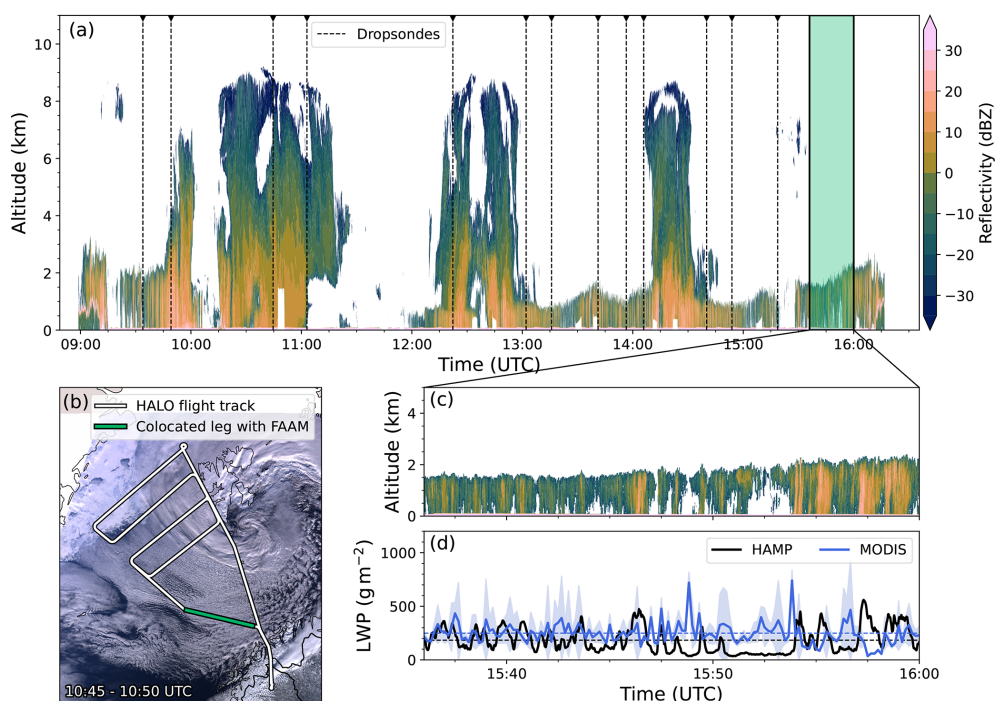 (a)
Dropsondes
10
8
6
4
2
0
Altitude (km)
09:00 10:00 11:00 12:00 13:00 14:00 15:00 16:00
Time (UTC)
30
20
10
0
−10
−20
−30
Reflectivity (dBZ)
(b)
HALO flight track
Colocated leg with FAAM
10:45 - 10:50 UTC
(c)
4
2
0
Altitude (km)
(d)
HAMP MODIS
1000
500
0
LWP (g m⁻²)
15:40 15:50 16:00
Time (UTC)